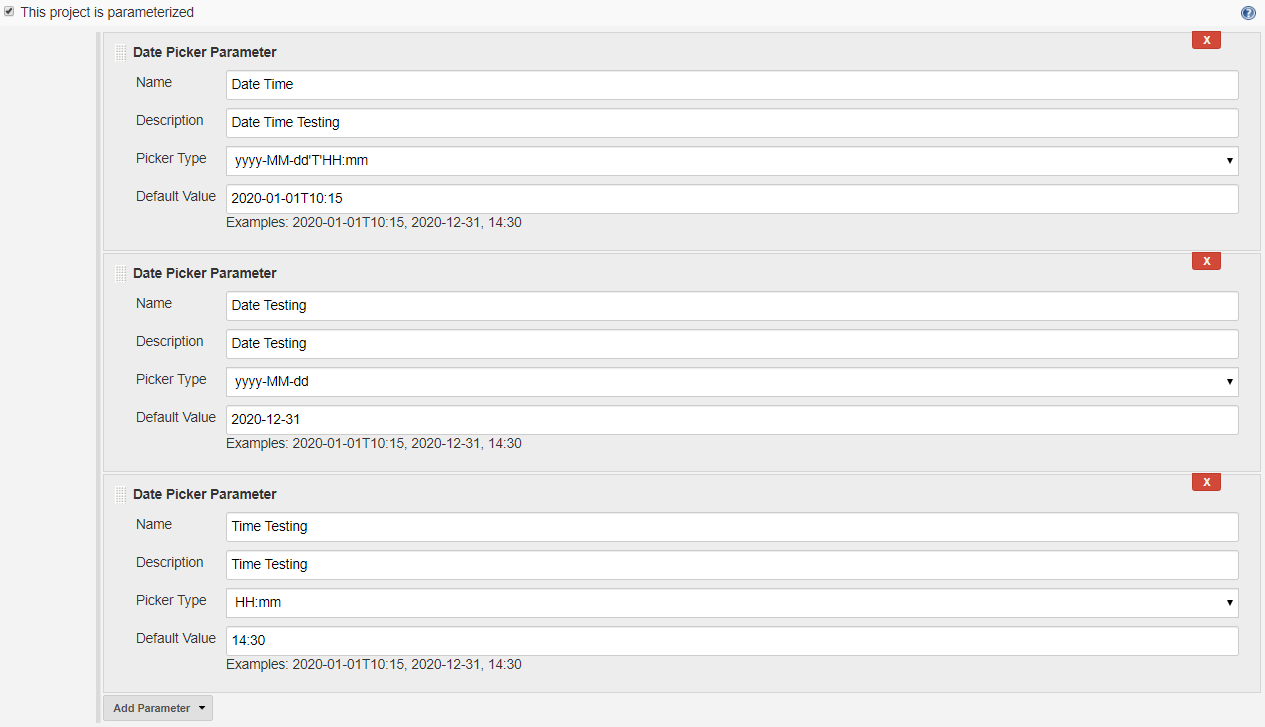 This project is parameterized
?
Date Picker Parameter
X
Name
Date Time
Description
Date Time Testing
Picker Type
yyyy-MM-dd'T'HH:mm
Default Value
2020-01-01T10:15
Examples: 2020-01-01T10:15, 2020-12-31, 14:30
Date Picker Parameter
X
Name
Date Testing
Description
Date Testing
Picker Type
yyyy-MM-dd
Default Value
2020-12-31
Examples: 2020-01-01T10:15, 2020-12-31, 14:30
Date Picker Parameter
X
Name
Time Testing
Description
Time Testing
Picker Type
HH:mm
Default Value
14:30
Examples: 2020-01-01T10:15, 2020-12-31, 14:30
Add Parameter